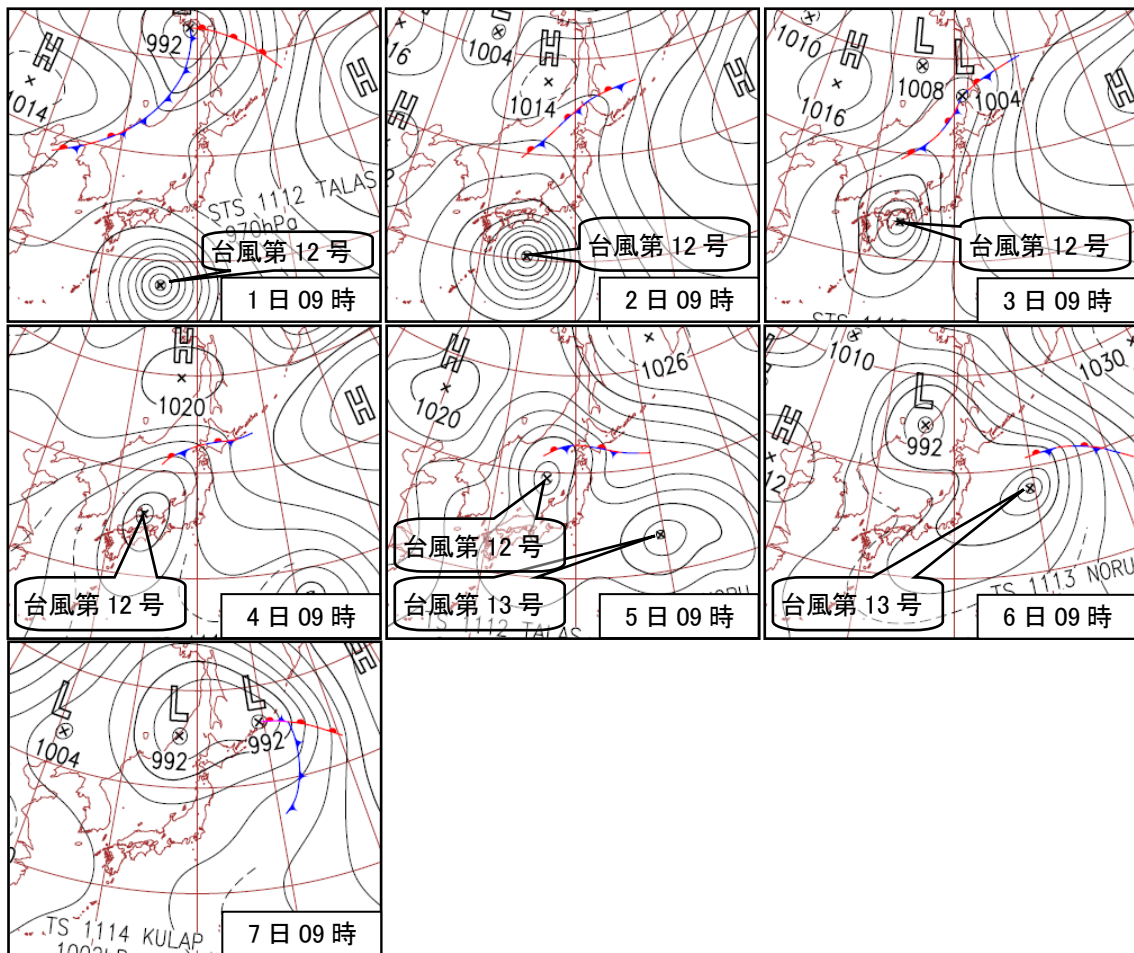 992
H
H
1014
STS 1112 TALAS
970hPa
台風第 12 号
1 日 09 時
16
L
1004
H
1014
H
H
台風第 12 号
2 日 09 時
1010
H
1016
L
1008
L
1004
H
台風第 12 号
3 日 09 時
H
1020
H
台風第 12 号
4 日 09 時
H
1020
1026
台風第 12 号
台風第 13 号
TS 1112 TALAS
5 日 09 時
1010
1030
L
992
H
12
TS 1113 NORU
台風第 13 号
6 日 09 時
H
L
1004
L
992
L
992
TS 1114 KULAP
7 日 09 時